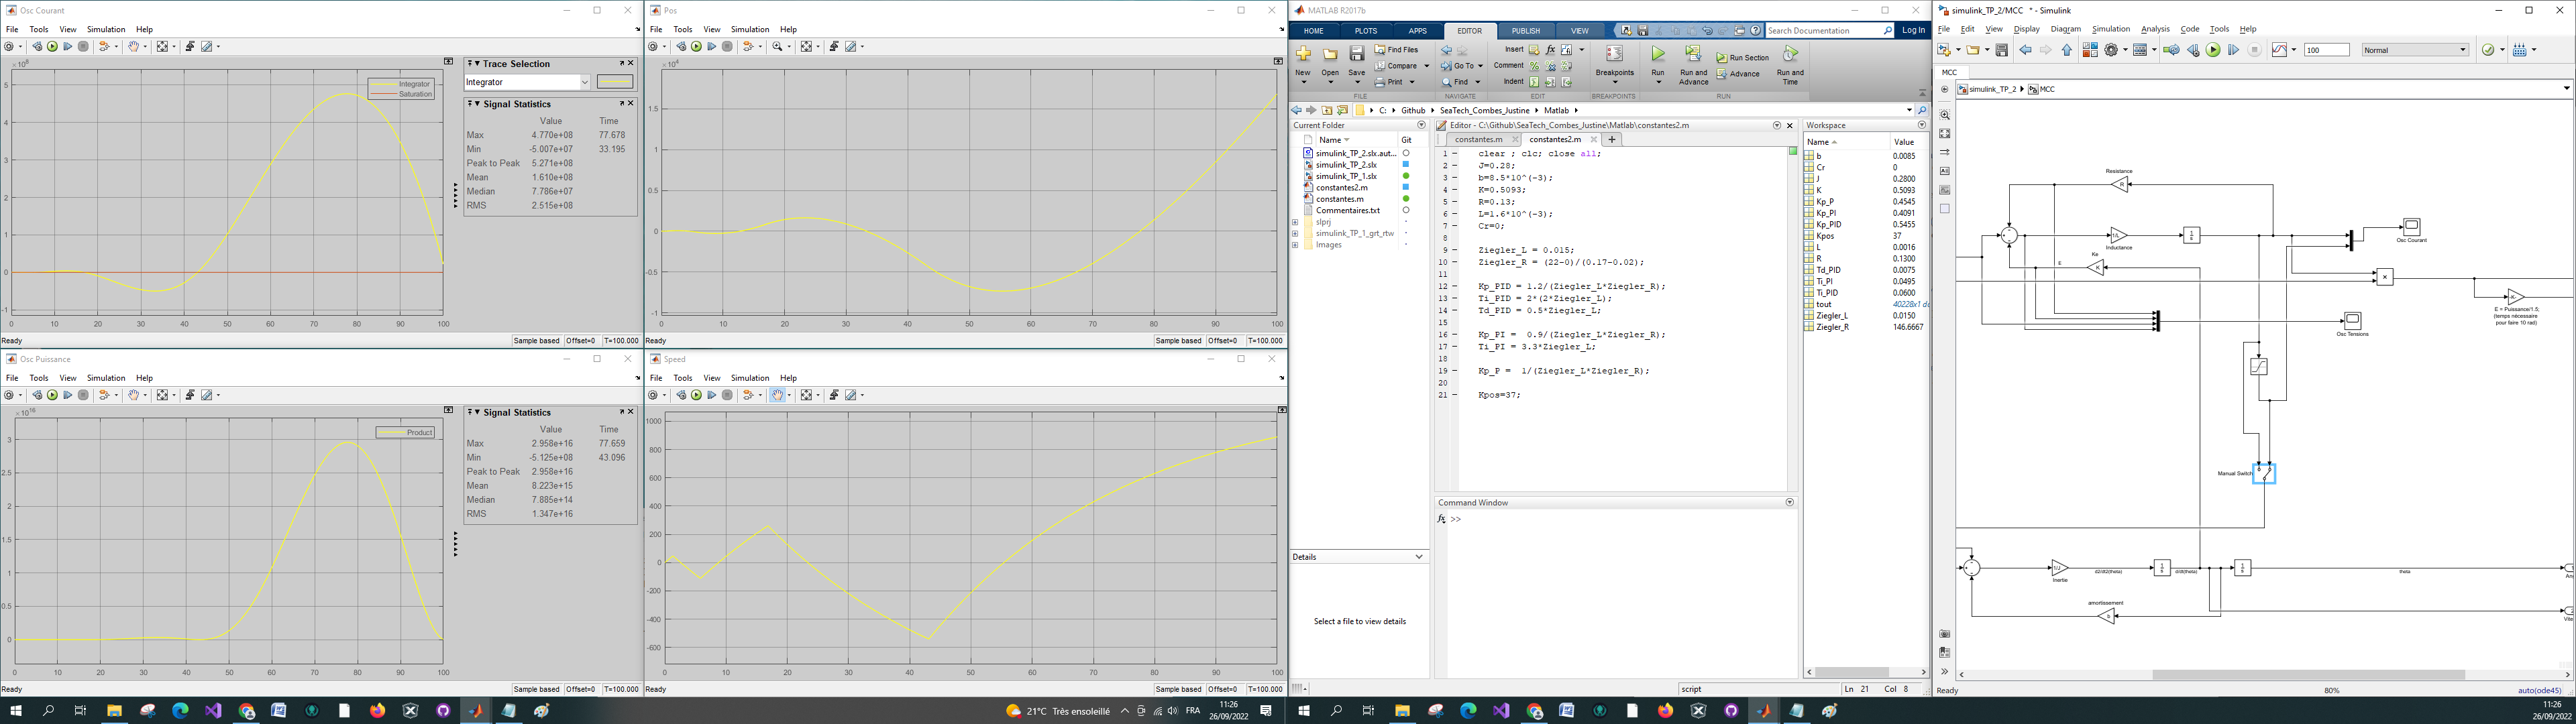 Osc Courant
File Tools View Simulation Help
×10^8
Integrator
Saturation
5
4
3
2
1
0
-1
0 10 20 30 40 50 60 70 80 90 100
Ready
Sample based Offset=0 T=100.000
Trace Selection
Integrator
Signal Statistics
Value Time
Max 4.770e+08 77.678
Min -5.007e+07 33.195
Peak to Peak 5.271e+08
Mean 1.610e+08
Median 7.786e+07
RMS 2.515e+08
Pos
File Tools View Simulation Help
×10^4
1.5
1
0.5
0
-0.5
-1
0 10 20 30 40 50 60 70 80 90 100
Ready
Sample based Offset=0 T=100.000
Osc Puissance
File Tools View Simulation Help
×10^16
Product
3
2.5
2
1.5
1
0.5
0
0 10 20 30 40 50 60 70 80 90 100
Ready
Sample based Offset=0 T=100.000
Signal Statistics
Value Time
Max 2.958e+16 77.659
Min -5.125e+08 43.096
Peak to Peak 2.958e+16
Mean 8.223e+15
Median 7.885e+14
RMS 1.347e+16
Speed
File Tools View Simulation Help
1000
800
600
400
200
0
-200
-400
-600
0 10 20 30 40 50 60 70 80 90 100
Ready
Sample based Offset=0 T=100.000
MATLAB R2017b
HOME PLOTS APPS EDITOR PUBLISH VIEW
Search Documentation
Log In
New Open Save
Find Files
Compare
Print
Go To
Find
Insert
Comment
Indent
Breakpoints
Run
Run and Advance
Run Section
Advance
Run and Time
FILE NAVIGATE EDIT BREAKPOINTS RUN
C: Github SeaTech_Combes_Justine Matlab
Current Folder
Name Git
simulink_TP_2.slx.aut...
simulink_TP_2.slx
simulink_TP_1.slx
constantes2.m
constantes.m
Commentaires.txt
slprj
simulink_TP_1_grt_rtw
Images
Details
Select a file to view details
Editor - C:\Github\SeaTech_Combes_Justine\Matlab\constantes2.m
constantes.m constantes2.m
1 clear ; clc; close all;
2 J=0.28;
3 b=8.5*10^(-3);
4 K=0.5093;
5 R=0.13;
6 L=1.6*10^(-3);
7 Cr=0;
8
9 Ziegler_L = 0.015;
10 Ziegler_R = (22-0)/(0.17-0.02);
11
12 Kp_PID = 1.2/(Ziegler_L*Ziegler_R);
13 Ti_PID = 2*(2*Ziegler_L);
14 Td_PID = 0.5*Ziegler_L;
15
16 Kp_PI = 0.9/(Ziegler_L*Ziegler_R);
17 Ti_PI = 3.3*Ziegler_L;
18
19 Kp_P = 1/(Ziegler_L*Ziegler_R);
20
21 Kpos=37;
Command Window
fx >>
script
Ln 21 Col 8
Workspace
Name Value
b 0.0085
Cr 0
J 0.2800
K 0.5093
Kp_P 0.4545
Kp_PI 0.4091
Kp_PID 0.5455
Kpos 37
L 0.0016
R 0.1300
Td_PID 0.0075
Ti_PI 0.0495
Ti_PID 0.0600
tout 40228x1 do
Ziegler_L 0.0150
Ziegler_R 146.6667
simulink_TP_2/MCC * - Simulink
File Edit View Display Diagram Simulation Analysis Code Tools Help
100
Normal
MCC
simulink_TP_2 MCC
Resistance
R
Inductance
1/L
Ke
K
E
Osc Courant
Osc Tensions
E = Puissance/1.5;
(temps nécessaire
pour faire 10 rad)
Manual Switch
Inertie
1/J
d2/dt2(theta)
d/dt(theta)
theta
amortissement
b
Ready
80%
auto(ode45)
21°C Très ensoleillé
FRA
11:26
26/09/2022
11:26
26/09/2022